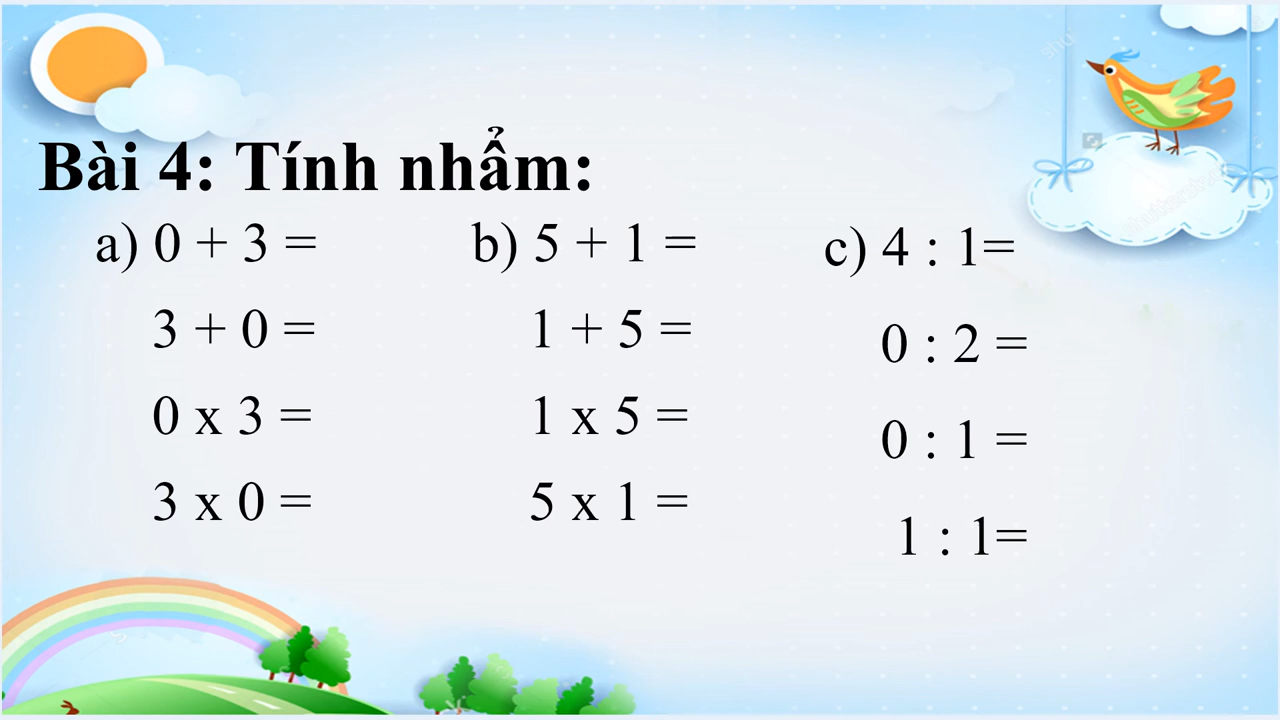 Bài 4: Tính nhẩm:
a) 0 + 3 =
3 + 0 =
0 x 3 =
3 x 0 =
b) 5 + 1 =
1 + 5 =
1 x 5 =
5 x 1 =
c) 4 : 1=
0 : 2 =
0 : 1 =
1 : 1=